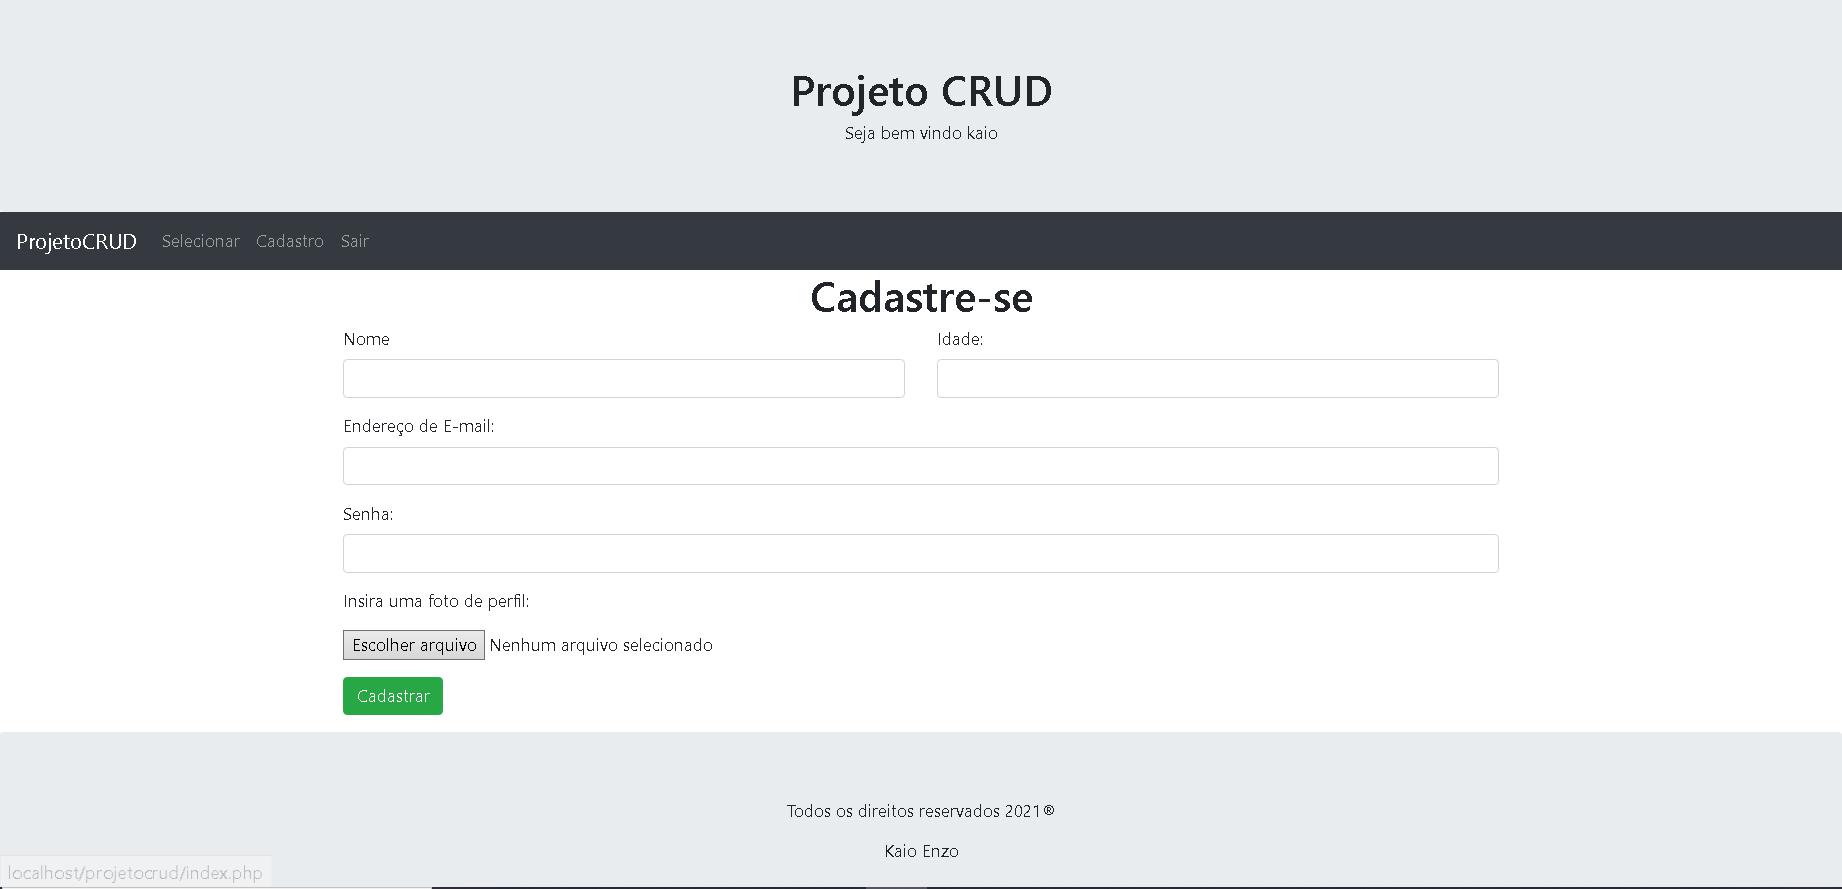 Projeto CRUD
Seja bem vindo kaio
ProjetoCRUD Selecionar Cadastro Sair
Cadastre-se
Nome Idade:
Endereço de E-mail:
Senha:
Insira uma foto de perfil:
Escolher arquivo Nenhum arquivo selecionado
Cadastrar
Todos os direitos reservados 2021®
Kaio Enzo
localhost/projetocrud/index.php